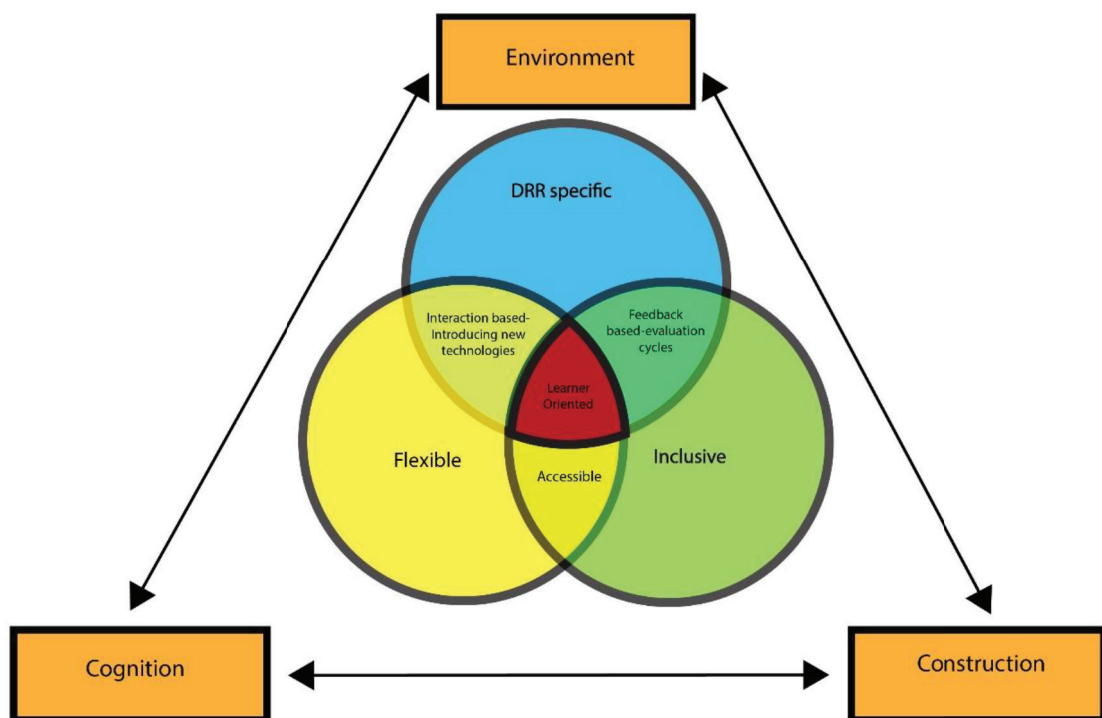 Environment
DRR specific
Interaction based-
Introducing new
technologies
Feedback
based-evaluation
cycles
Learner
Oriented
Flexible
Inclusive
Accessible
Cognition
Construction